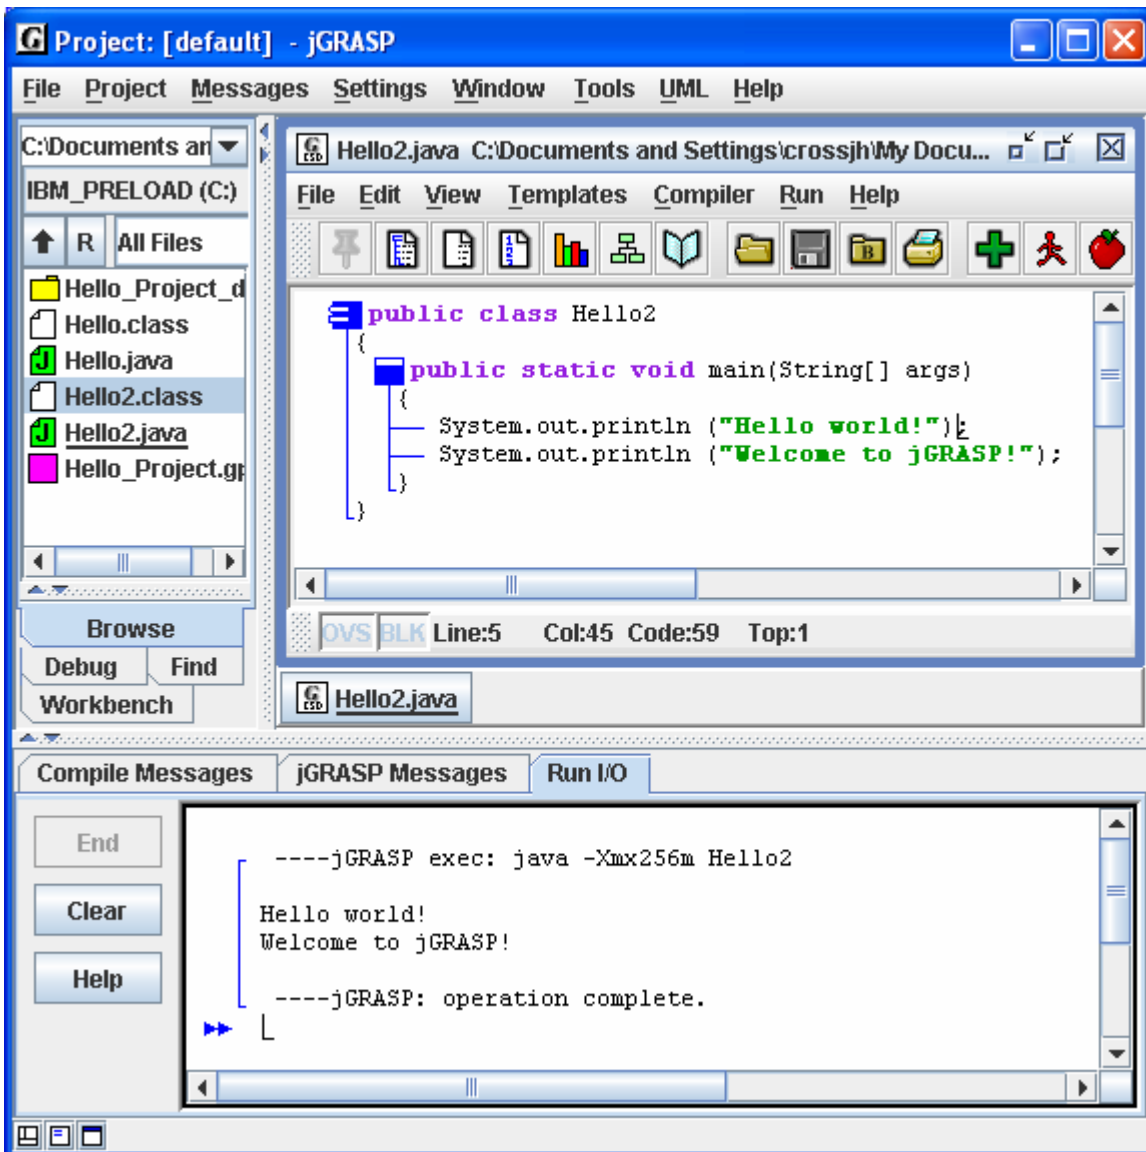 Project: [default] - jGRASP
File Project Messages Settings Window Tools UML Help
C:\Documents an
IBM_PRELOAD (C:)
R All Files
Hello_Project_d
Hello.class
Hello.java
Hello2.class
Hello2.java
Hello_Project.gp
Browse
Debug Find
Workbench
Hello2.java C:\Documents and Settings\crossjh\My Docu...
File Edit View Templates Compiler Run Help
public class Hello2
{
public static void main(String[] args)
{
System.out.println ("Hello world!");
System.out.println ("Welcome to jGRASP!");
}
}
OVS BLK Line:5 Col:45 Code:59 Top:1
Hello2.java
Compile Messages jGRASP Messages Run I/O
End
Clear
Help
----jGRASP exec: java -Xmx256m Hello2
Hello world!
Welcome to jGRASP!
----jGRASP: operation complete.